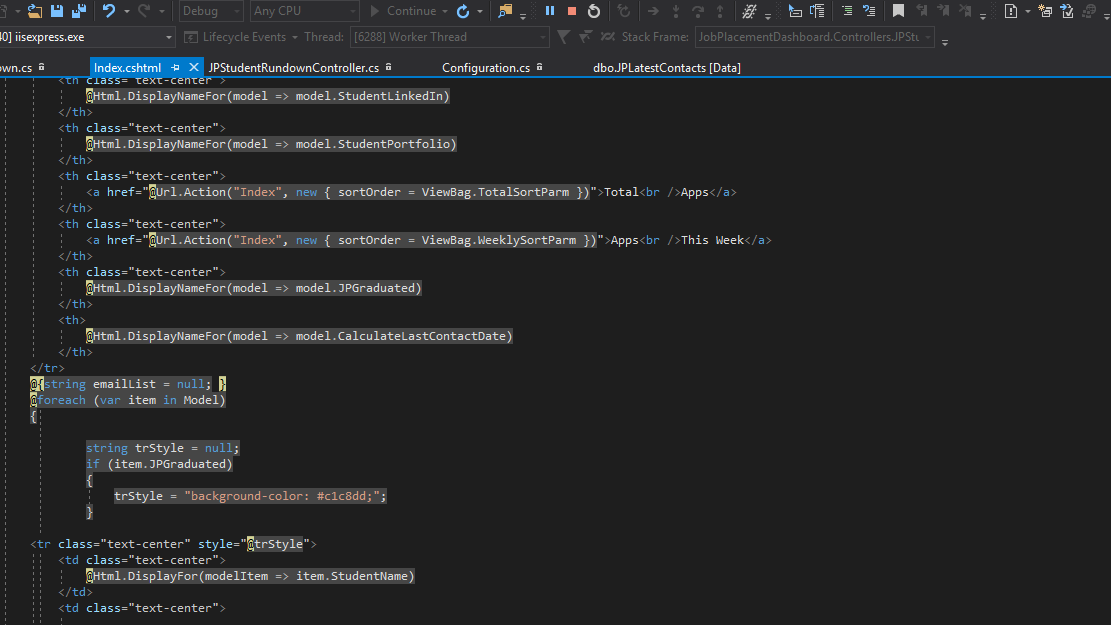 Debug Any CPU Continue
40] iisexpress.exe Lifecycle Events Thread: [6288] Worker Thread Stack Frame: JobPlacementDashboard.Controllers.JPStu
own.cs Index.cshtml JPStudentRundownController.cs Configuration.cs dbo.JPLatestContacts [Data]
<th class="text-center">
@Html.DisplayNameFor(model => model.StudentLinkedIn)
</th>
<th class="text-center">
@Html.DisplayNameFor(model => model.StudentPortfolio)
</th>
<th class="text-center">
<a href="@Url.Action("Index", new { sortOrder = ViewBag.TotalSortParm })">Total<br />Apps</a>
</th>
<th class="text-center">
<a href="@Url.Action("Index", new { sortOrder = ViewBag.WeeklySortParm })">Apps<br />This Week</a>
</th>
<th class="text-center">
@Html.DisplayNameFor(model => model.JPGraduated)
</th>
<th>
@Html.DisplayNameFor(model => model.CalculateLastContactDate)
</th>
</tr>
@{string emailList = null; }
@foreach (var item in Model)
{
string trStyle = null;
if (item.JPGraduated)
{
trStyle = "background-color: #c1c8dd;";
}
<tr class="text-center" style="@trStyle">
<td class="text-center">
@Html.DisplayFor(modelItem => item.StudentName)
</td>
<td class="text-center">